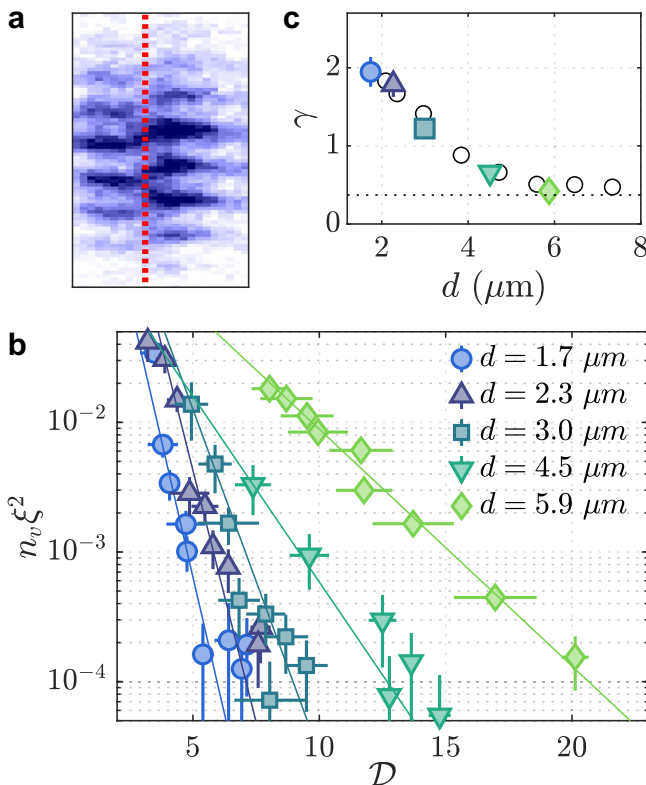 a
c
2
1
0
γ
2
4
6
8
d (μm)
b
10⁻²
10⁻³
10⁻⁴
n_vξ²
5
10
15
20
𝒟
d = 1.7 μm
d = 2.3 μm
d = 3.0 μm
d = 4.5 μm
d = 5.9 μm